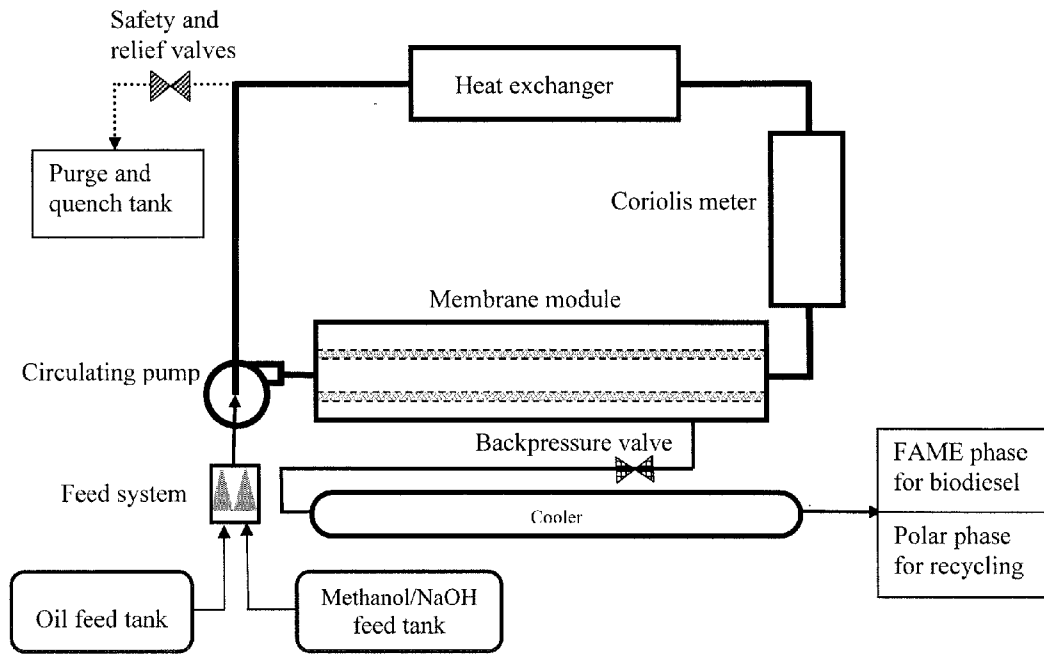 Safety and
relief valves
Heat exchanger
Purge and
quench tank
Coriolis meter
Membrane module
Circulating pump
Backpressure valve
Feed system
Cooler
FAME phase
for biodiesel
Polar phase
for recycling
Oil feed tank
Methanol/NaOH
feed tank